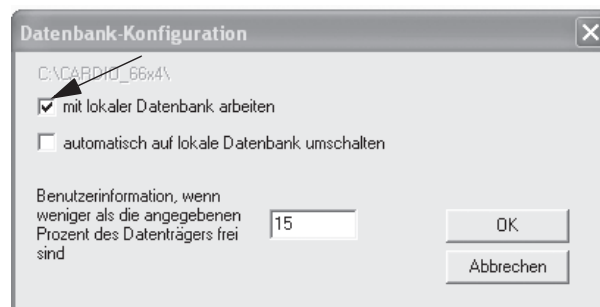 Datenbank-Konfiguration
C:\CARDIO_66x4\
mit lokaler Datenbank arbeiten
automatisch auf lokale Datenbank umschalten
Benutzerinformation, wenn
weniger als die angegebenen
Prozent des Datenträgers frei
sind
15
OK
Abbrechen